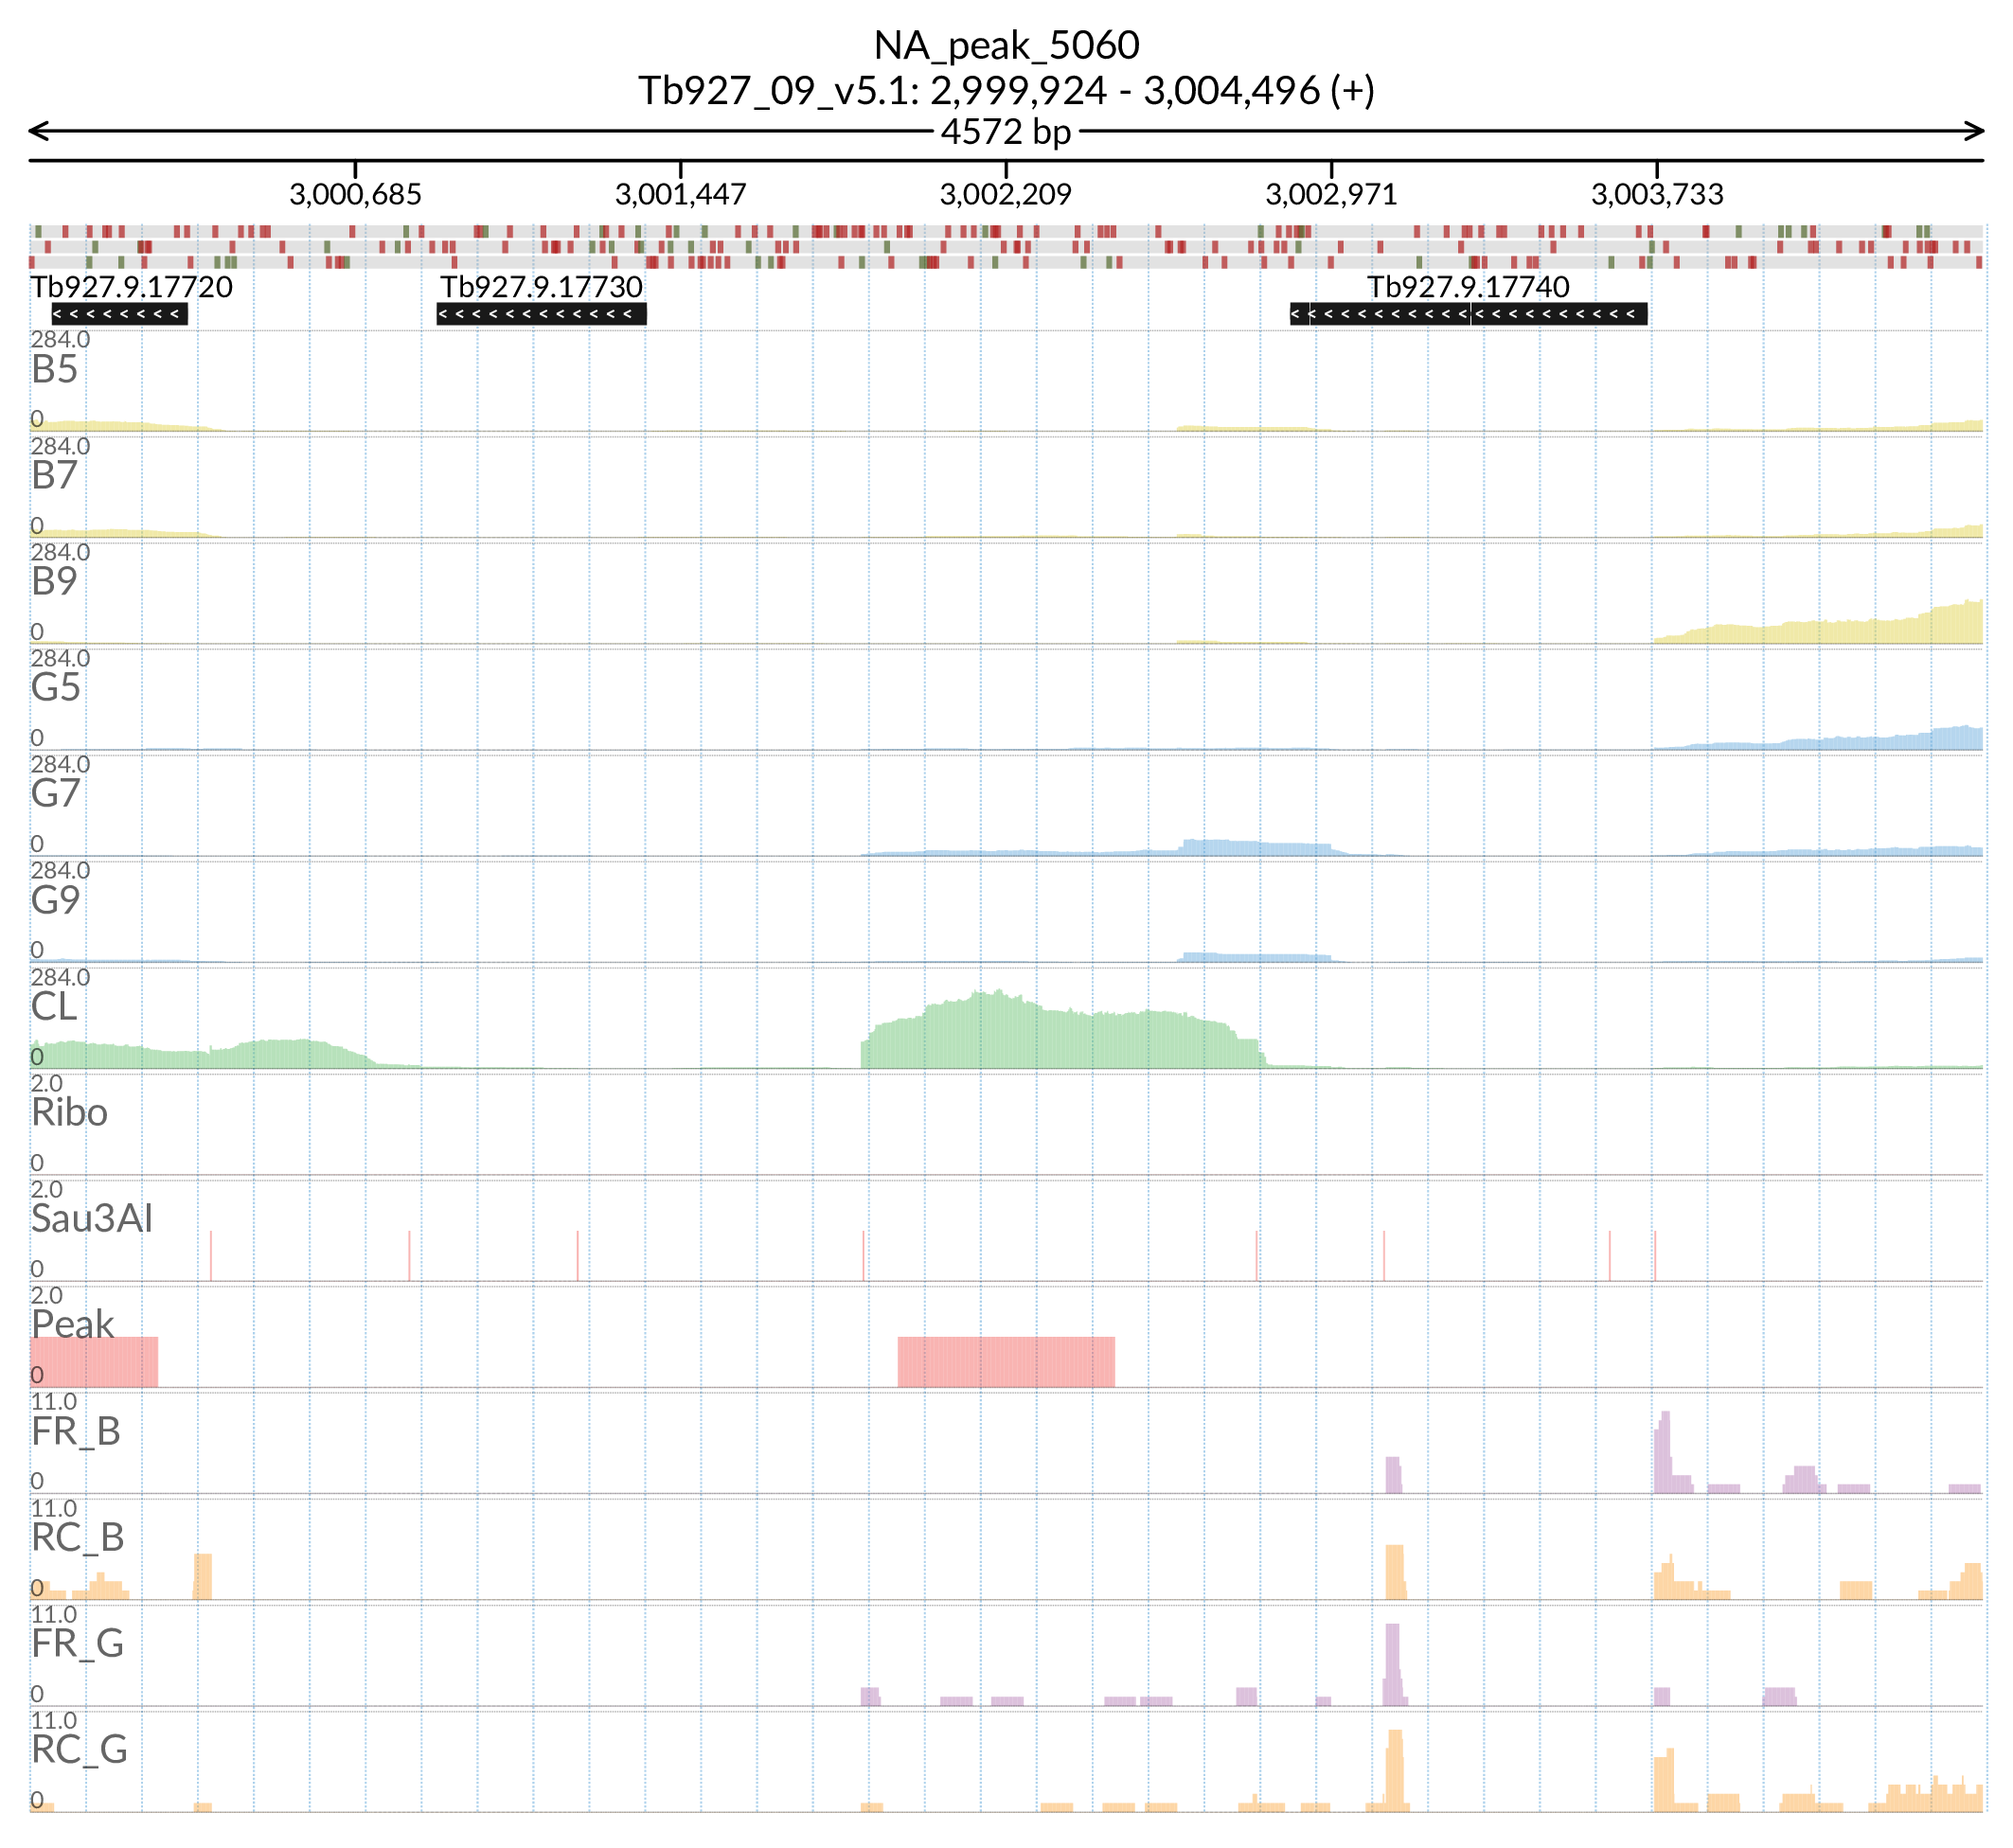 NA_peak_5060
Tb927_09_v5.1: 2,999,924 - 3,004,496 (+)
4572 bp
3,000,685 3,001,447 3,002,209 3,002,971 3,003,733
Tb927.9.17720 Tb927.9.17730 Tb927.9.17740
284.0
B5
0
284.0
B7
0
284.0
B9
0
284.0
G5
0
284.0
G7
0
284.0
G9
0
284.0
CL
0
2.0
Ribo
0
2.0
Sau3AI
0
2.0
Peak
0
11.0
FR_B
0
11.0
RC_B
0
11.0
FR_G
0
11.0
RC_G
0